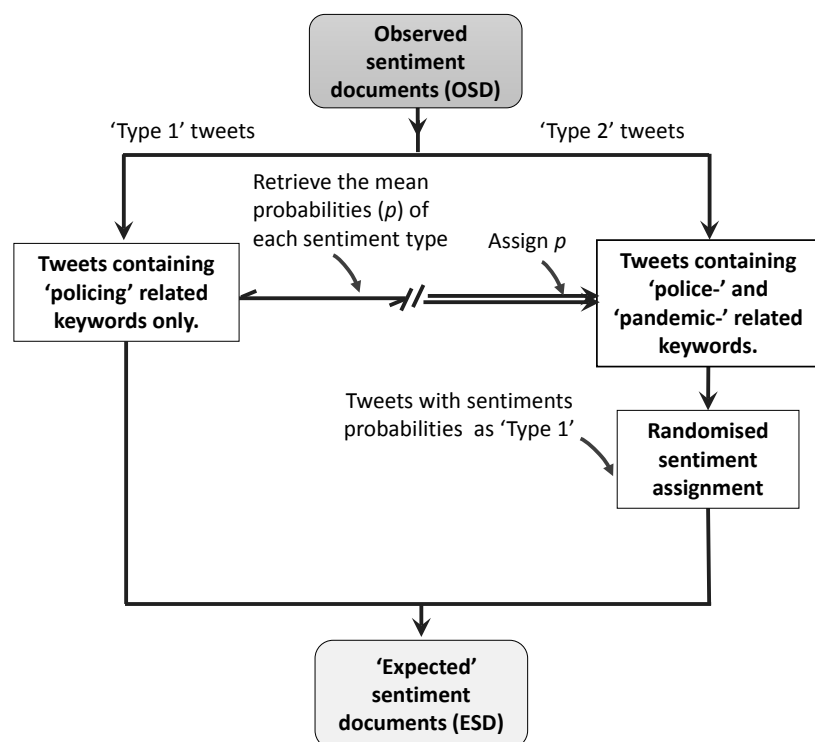 Observed
sentiment
documents (OSD)
‘Type 1’ tweets
‘Type 2’ tweets
Retrieve the mean
probabilities (p) of
each sentiment type
Assign p
Tweets containing
‘policing’ related
keywords only.
Tweets containing
‘police-’ and
‘pandemic-’ related
keywords.
Tweets with sentiments
probabilities as ‘Type 1’
Randomised
sentiment
assignment
‘Expected’
sentiment
documents (ESD)